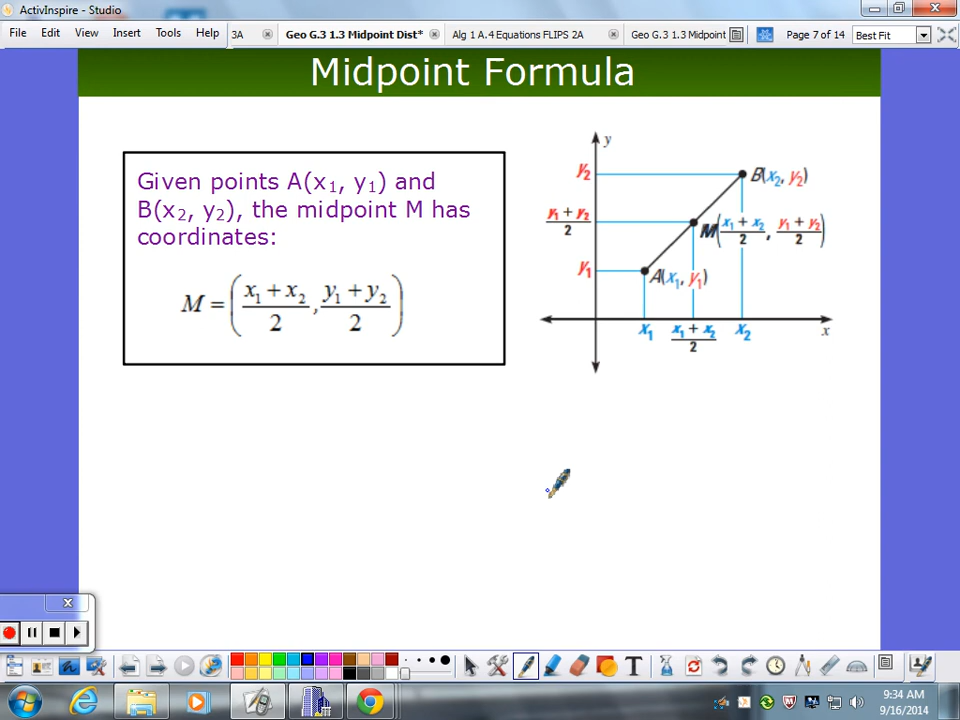 ActivInspire - Studio
File Edit View Insert Tools Help 3A Geo G.3 1.3 Midpoint Dist* Alg 1 A.4 Equations FLIPS 2A Geo G.3 1.3 Midpoint Page 7 of 14 Best Fit
Midpoint Formula
Given points A(x₁, y₁) and
B(x₂, y₂), the midpoint M has
coordinates:
M = ( x₁ + x₂ / 2 , y₁ + y₂ / 2 )
y
y₂
B(x₂, y₂)
y₁ + y₂ / 2
M( x₁ + x₂ / 2 , y₁ + y₂ / 2 )
y₁
A(x₁, y₁)
x₁ x₁ + x₂ / 2 x₂ x
T
9:34 AM
9/16/2014